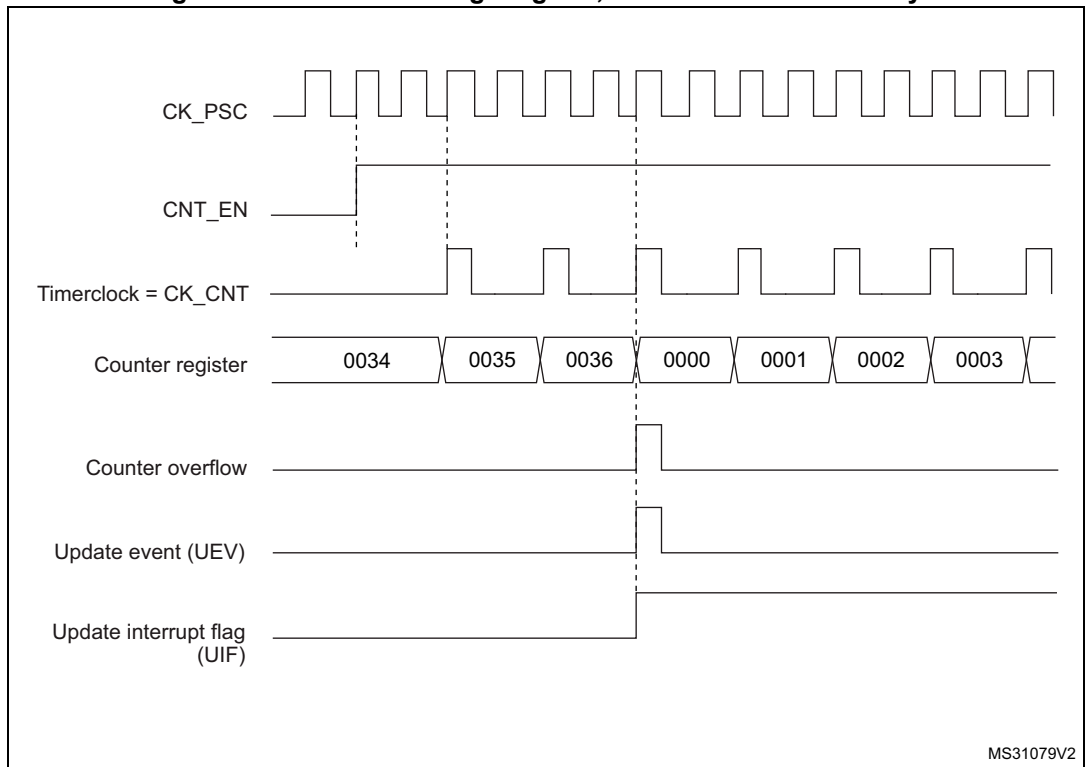 CK_PSC
CNT_EN
Timerclock = CK_CNT
Counter register
0034 0035 0036 0000 0001 0002 0003
Counter overflow
Update event (UEV)
Update interrupt flag
(UIF)
MS31079V2